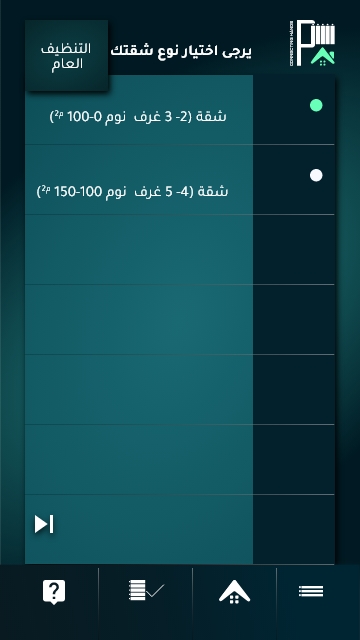 التنظيف
العام
يرجى اختيار نوع شقتك
CONNECTING HANDS
شقة (2- 3 غرف نوم 0-100 م²)
شقة (4- 5 غرف نوم 100-150 م²)